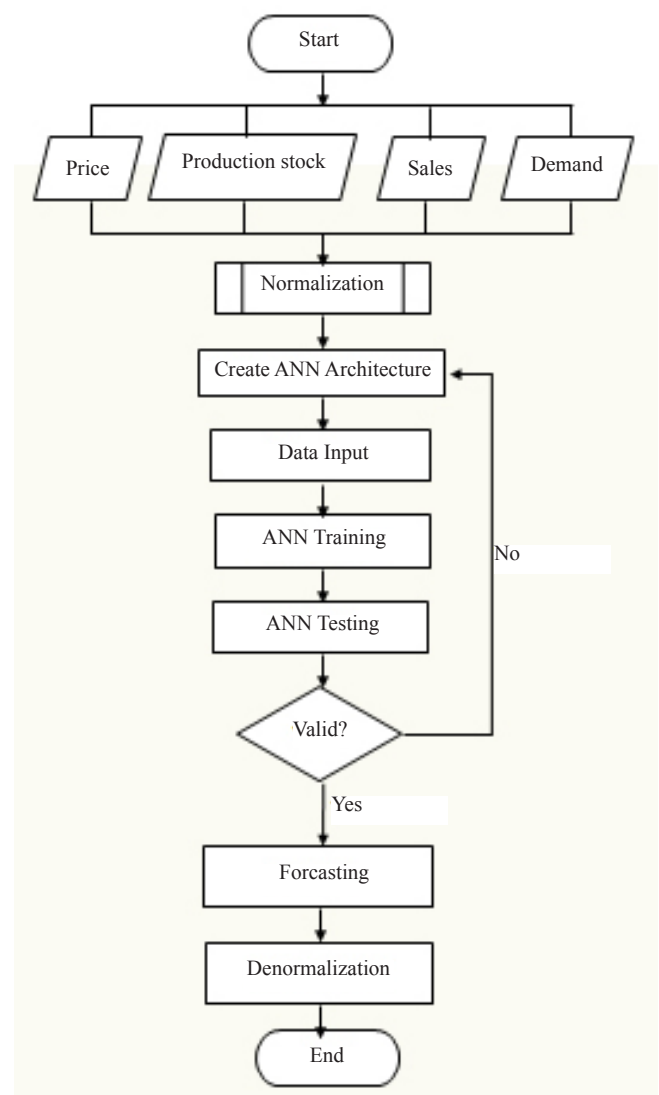 Start
Price
Production stock
Sales
Demand
Normalization
Create ANN Architecture
Data Input
ANN Training
No
ANN Testing
Valid?
Yes
Forcasting
Denormalization
End